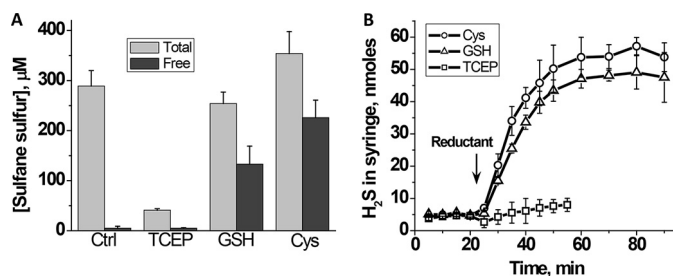 A
[Sulfane sulfur], μM
400
300
200
100
0
Total
Free
Ctrl TCEP GSH Cys
B
H₂S in syringe, nmoles
60
50
40
30
20
10
0
Cys
GSH
TCEP
Reductant
0 20 40 60 80
Time, min